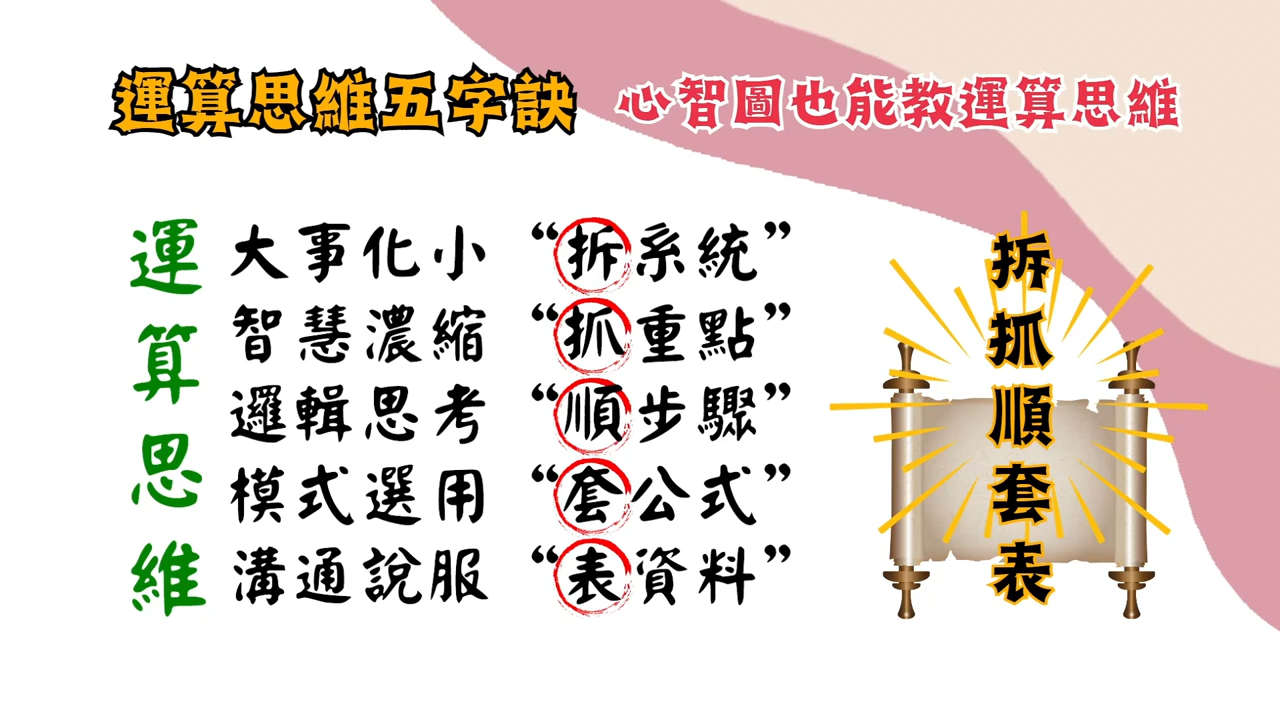 運算思維五字訣
心智圖也能教運算思維
運算思維
大事化小 “拆系統”
智慧濃縮 “抓重點”
邏輯思考 “順步驟”
模式選用 “套公式”
溝通說服 “表資料”
拆抓順套表